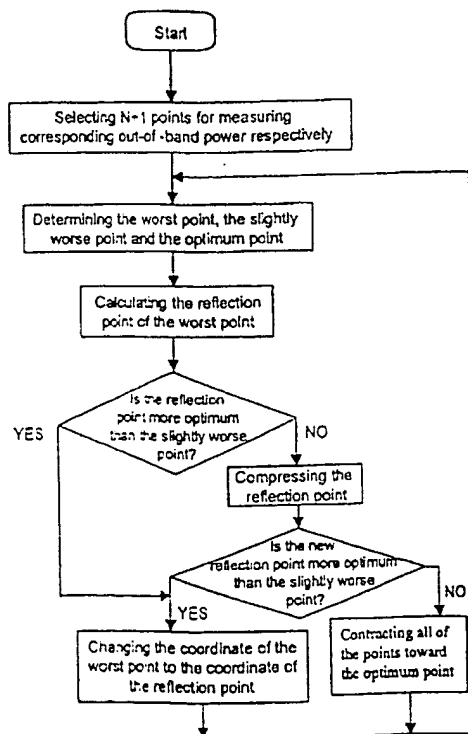 Start
Selecting N+1 points for measuring
corresponding out-of-band power respectively
Determining the worst point, the slightly
worse point and the optimum point
Calculating the reflection
point of the worst point
Is the reflection
point more optimum
than the slightly worse
point?
YES
NO
Compressing the
reflection point
Is the new
reflection point more optimum
than the slightly worse
point?
YES
NO
Changing the coordinate of the
worst point to the coordinate of
the reflection point
Contracting all of
the points toward
the optimum point